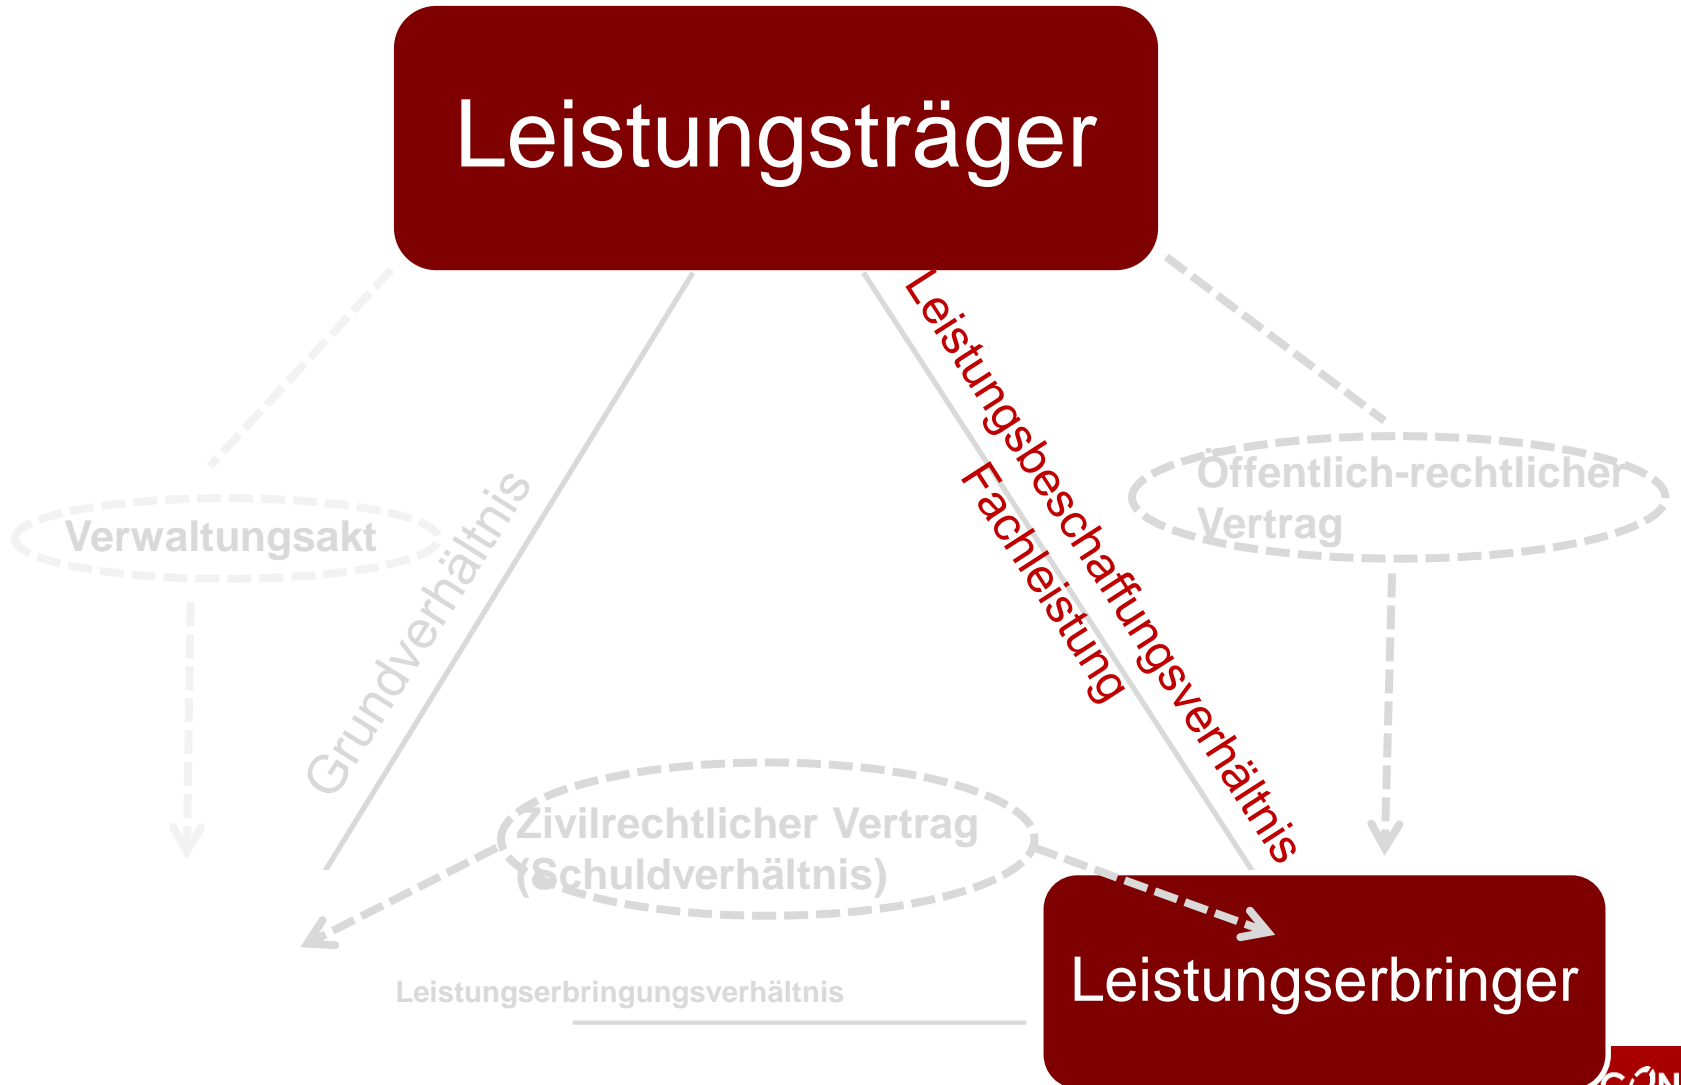 Leistungsträger
Leistungsbeschaffungsverhältnis
Fachleistung
Öffentlich-rechtlicher
Vertrag
Verwaltungsakt
Grundverhältnis
Zivilrechtlicher Vertrag
(Schuldverhältnis)
Leistungserbringer
Leistungserbringungsverhältnis